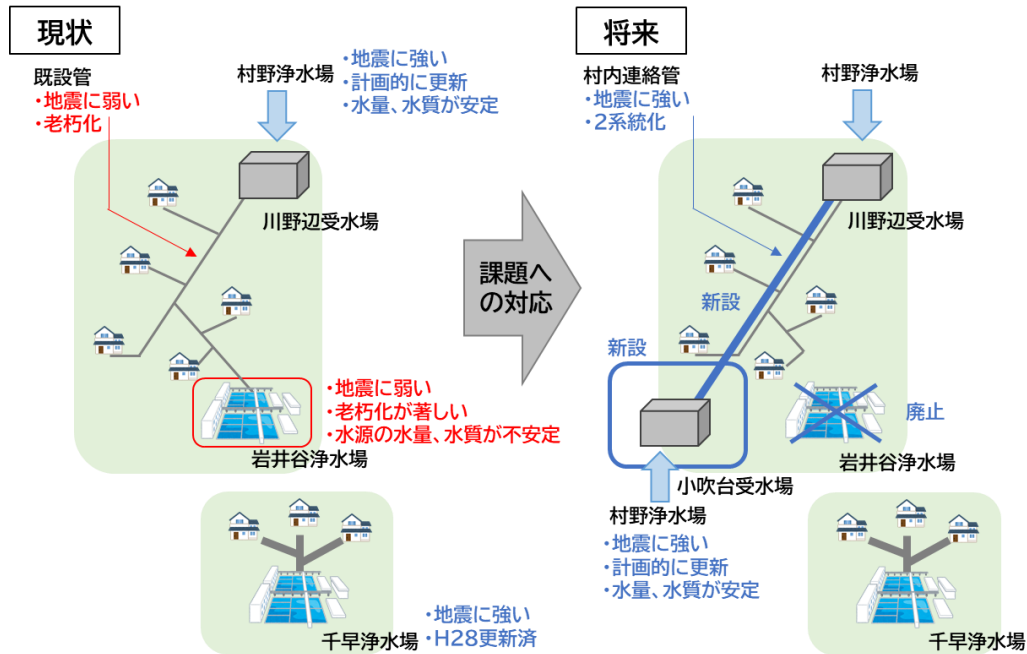 現状
既設管
・地震に弱い
・老朽化
村野浄水場
・地震に強い
・計画的に更新
・水量、水質が安定
川野辺受水場
・地震に弱い
・老朽化が著しい
・水源の水量、水質が不安定
岩井谷浄水場
・地震に強い
・H28更新済
千早浄水場
課題へ
の対応
将来
村内連絡管
・地震に強い
・2系統化
村野浄水場
川野辺受水場
新設
新設
廃止
岩井谷浄水場
小吹台受水場
村野浄水場
・地震に強い
・計画的に更新
・水量、水質が安定
千早浄水場